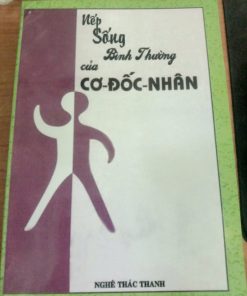 Nếp
Sống
Bình Thường
của
CƠ-ĐỐC-NHÂN
NGHÊ THÁC THANH